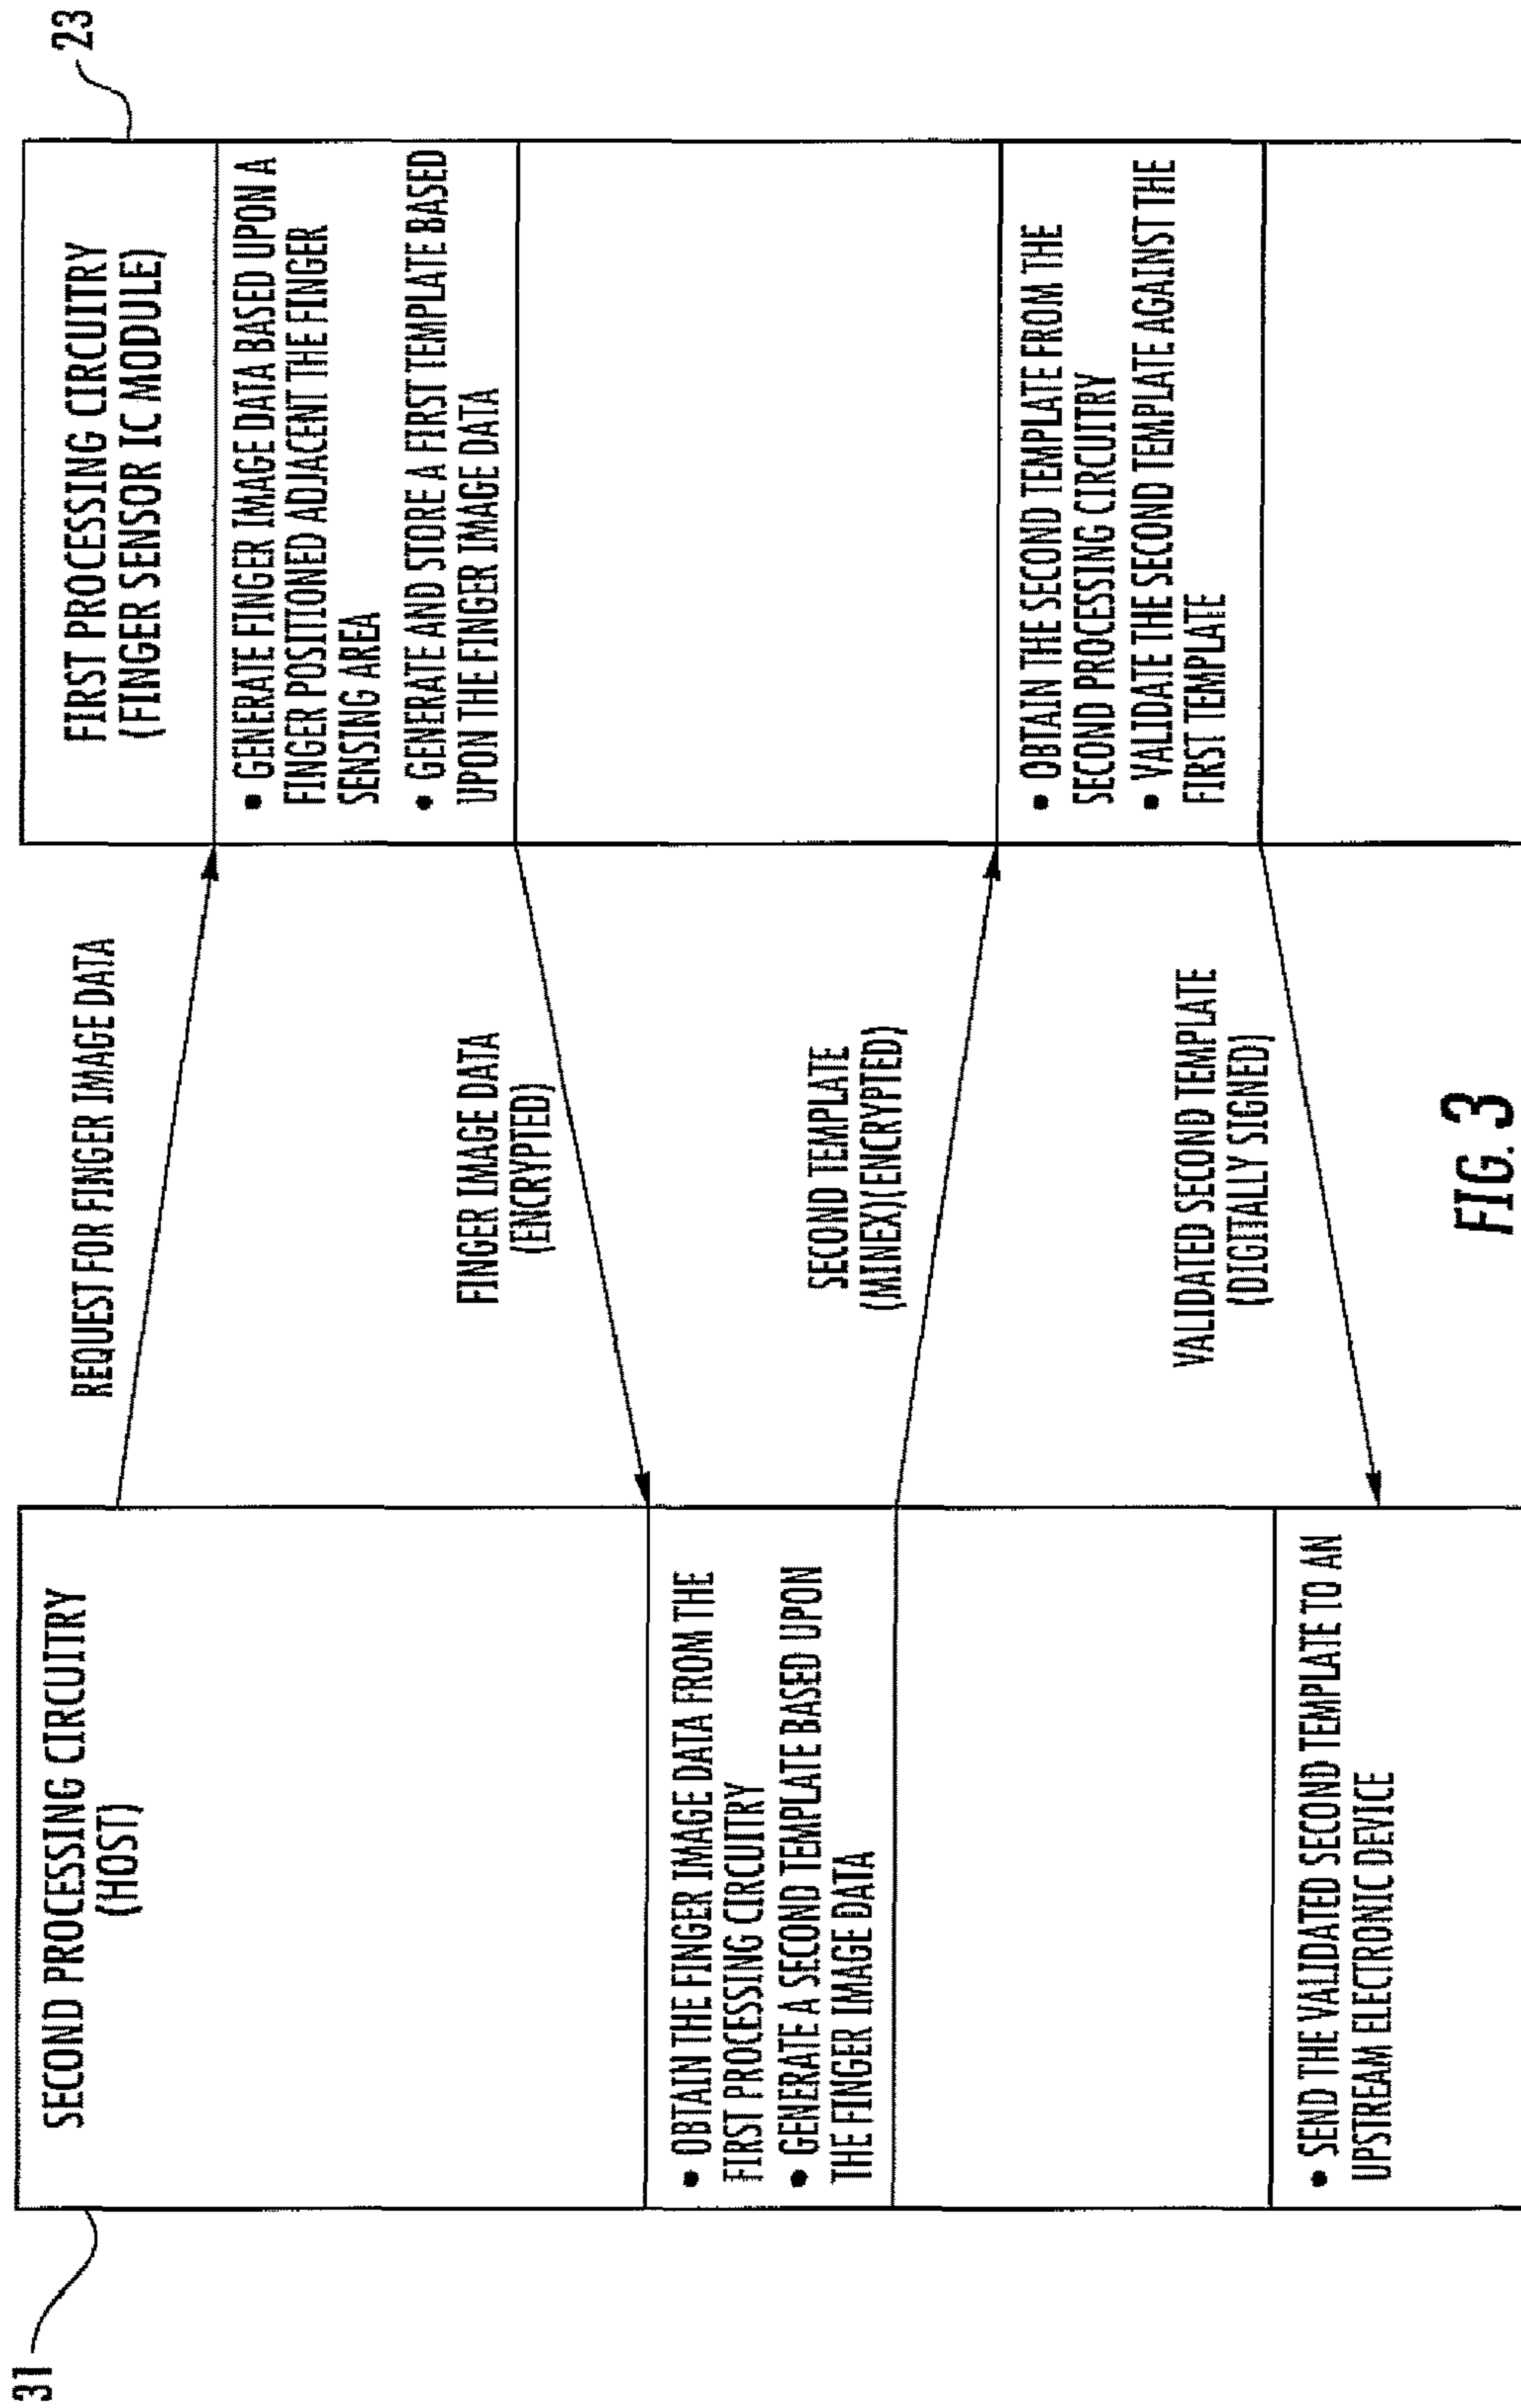 31
SECOND PROCESSING CIRCUITRY
(HOST)
• OBTAIN THE FINGER IMAGE DATA FROM THE
FIRST PROCESSING CIRCUITRY
• GENERATE A SECOND TEMPLATE BASED UPON
THE FINGER IMAGE DATA
• SEND THE VALIDATED SECOND TEMPLATE TO AN
UPSTREAM ELECTRONIC DEVICE
REQUEST FOR FINGER IMAGE DATA
FINGER IMAGE DATA
(ENCRYPTED)
SECOND TEMPLATE
(MINEX)(ENCRYPTED)
VALIDATED SECOND TEMPLATE
(DIGITALLY SIGNED)
23
FIRST PROCESSING CIRCUITRY
(FINGER SENSOR IC MODULE)
• GENERATE FINGER IMAGE DATA BASED UPON A
FINGER POSITIONED ADJACENT THE FINGER
SENSING AREA
• GENERATE AND STORE A FIRST TEMPLATE BASED
UPON THE FINGER IMAGE DATA
• OBTAIN THE SECOND TEMPLATE FROM THE
SECOND PROCESSING CIRCUITRY
• VALIDATE THE SECOND TEMPLATE AGAINST THE
FIRST TEMPLATE
FIG. 3